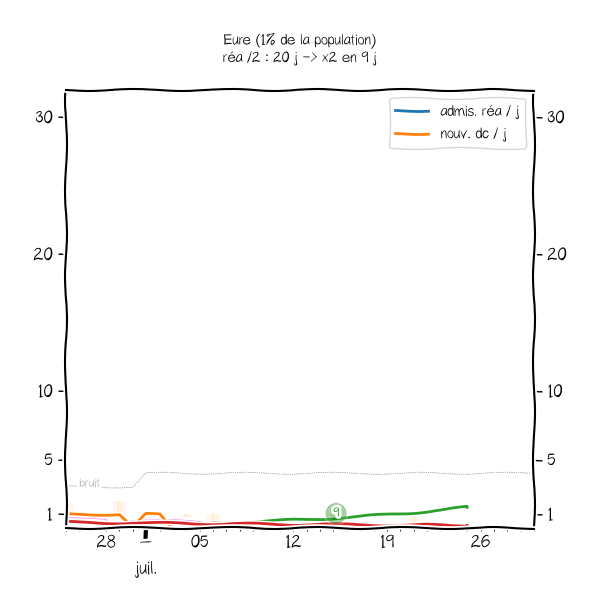 Eure (1% de la population)
réa /2 : 20 j -> x2 en 9 j
admis. réa / j
nouv. dc / j
30 30
20 20
10 10
5 5
bruit
1 9 1
28 1 05 12 19 26
juil.